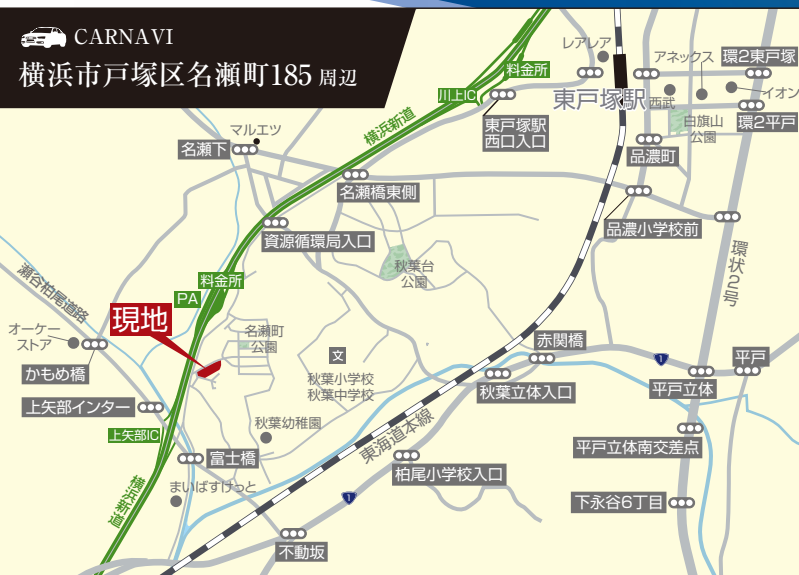 CARNAVI
横浜市戸塚区名瀬町185 周辺
レアレア
料金所
川上IC
東戸塚駅
東戸塚駅
西口入口
アネックス
環2東戸塚
西武
イオン
白旗山
公園
環2平戸
品濃町
横浜新道
マルエツ
名瀬下
名瀬橋東側
品濃小学校前
資源循環局入口
秋葉台
公園
環状2号
瀬谷柏尾道路
料金所
PA
現地
名瀬町
公園
オーケー
ストア
かもめ橋
文
秋葉小学校
秋葉中学校
赤関橋
1
平戸
秋葉立体入口
平戸立体
上矢部インター
上矢部IC
秋葉幼稚園
東海道本線
平戸立体南交差点
富士橋
柏尾小学校入口
まいばすけっと
横浜新道
1
下永谷6丁目
不動坂